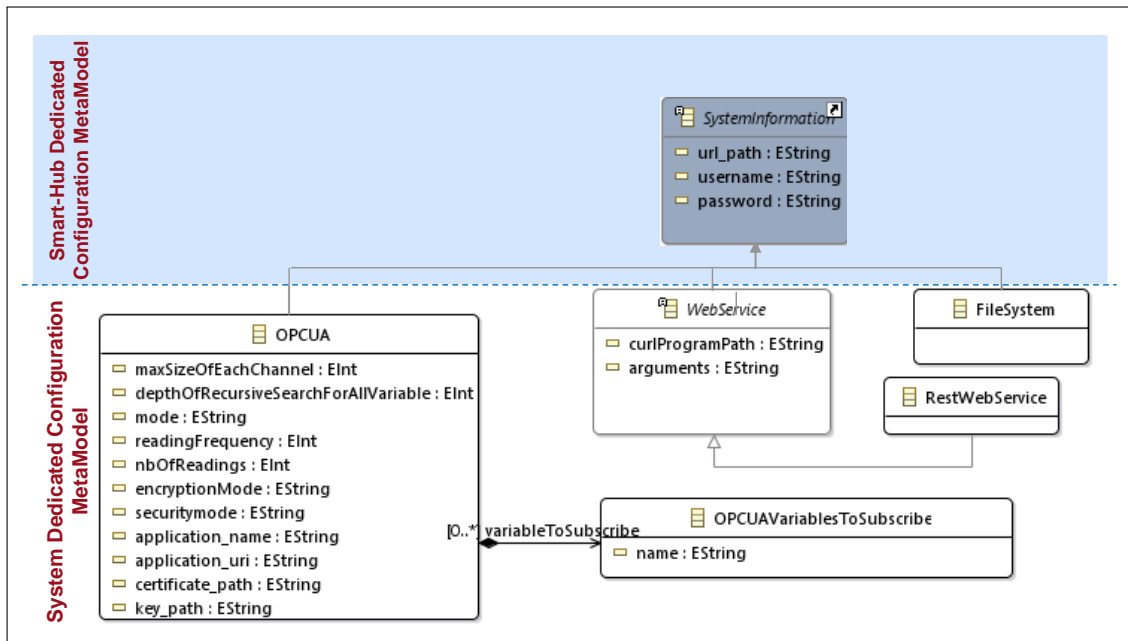 Smart-Hub Dedicated
Configuration MetaModel
SystemInformation
url_path : EString
username : EString
password : EString
System Dedicated Configuration
MetaModel
OPCUA
maxSizeOfEachChannel : EInt
depthOfRecursiveSearchForAllVariable : EInt
mode : EString
readingFrequency : EInt
nbOfReadings : EInt
encryptionMode : EString
securitymode : EString
application_name : EString
application_uri : EString
certificate_path : EString
key_path : EString
WebService
curlProgramPath : EString
arguments : EString
FileSystem
RestWebService
[0..*] variableToSubscribe
OPCUAVariablesToSubscribe
name : EString